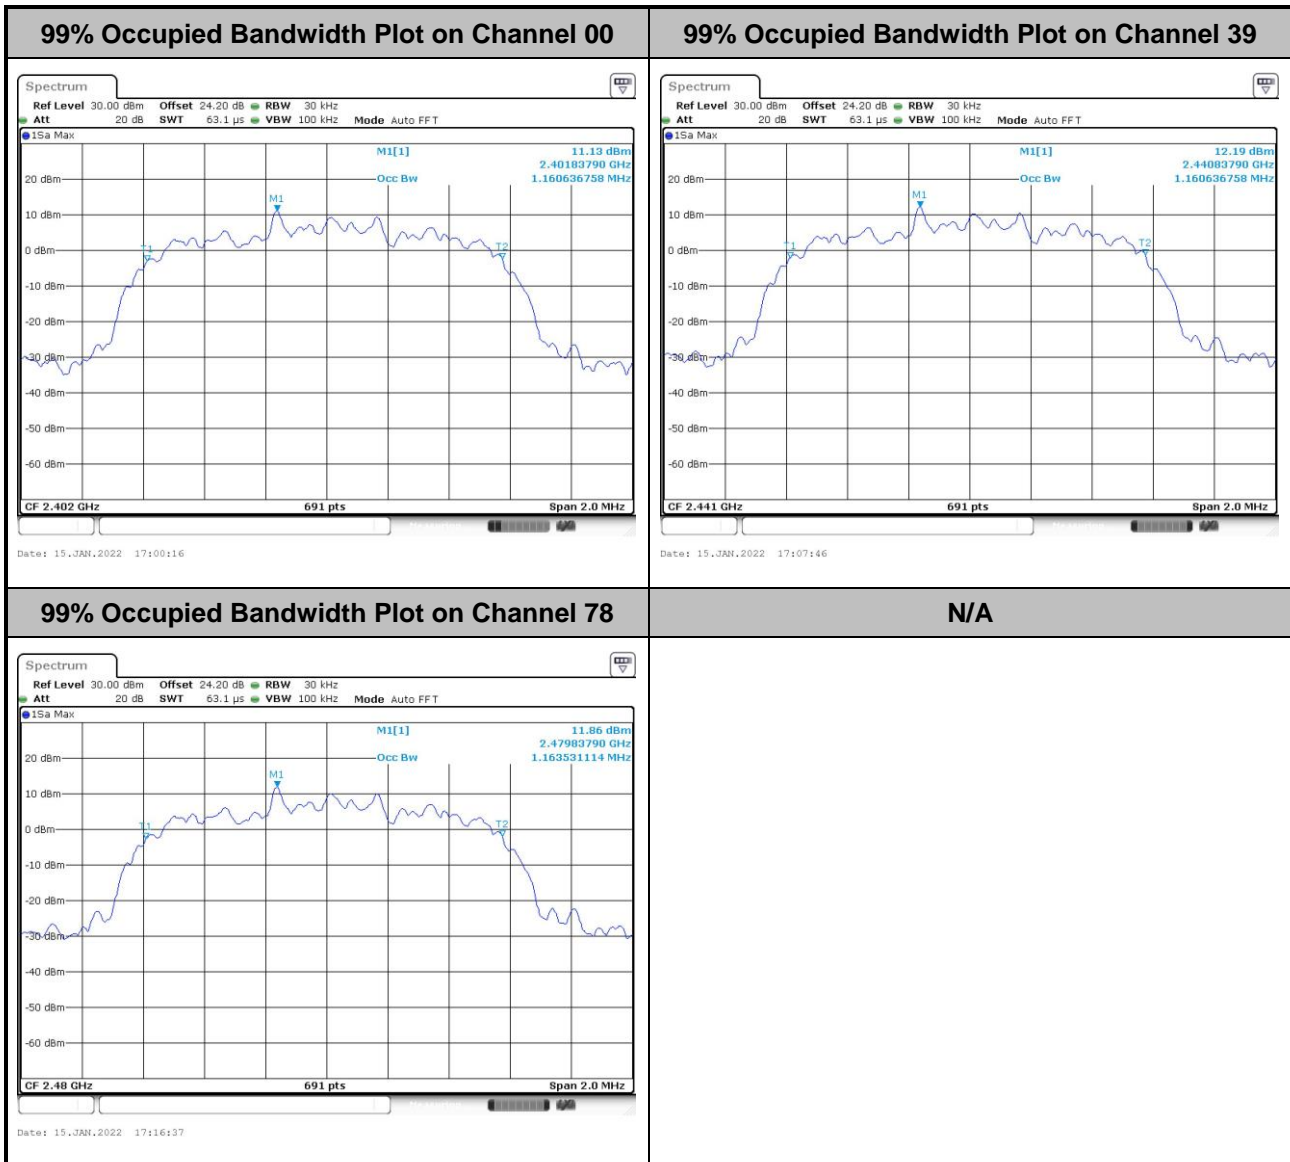 99% Occupied Bandwidth Plot on Channel 00
Spectrum
Ref Level 30.00 dBm Offset 24.20 dB RBW 30 kHz
Att 20 dB SWT 63.1 µs VBW 100 kHz Mode Auto FFT
1Sa Max
M1[1] 11.13 dBm
2.40183790 GHz
Occ Bw 1.160636758 MHz
20 dBm
M1
10 dBm
0 dBm
T1
T2
-10 dBm
-20 dBm
-30 dBm
-40 dBm
-50 dBm
-60 dBm
CF 2.402 GHz 691 pts Span 2.0 MHz
Date: 15.JAN.2022 17:00:16
99% Occupied Bandwidth Plot on Channel 39
Spectrum
Ref Level 30.00 dBm Offset 24.20 dB RBW 30 kHz
Att 20 dB SWT 63.1 µs VBW 100 kHz Mode Auto FFT
1Sa Max
M1[1] 12.19 dBm
2.44083790 GHz
Occ Bw 1.160636758 MHz
20 dBm
M1
10 dBm
0 dBm
T1
T2
-10 dBm
-20 dBm
-30 dBm
-40 dBm
-50 dBm
-60 dBm
CF 2.441 GHz 691 pts Span 2.0 MHz
Date: 15.JAN.2022 17:07:46
99% Occupied Bandwidth Plot on Channel 78
Spectrum
Ref Level 30.00 dBm Offset 24.20 dB RBW 30 kHz
Att 20 dB SWT 63.1 µs VBW 100 kHz Mode Auto FFT
1Sa Max
M1[1] 11.86 dBm
2.47983790 GHz
Occ Bw 1.163531114 MHz
20 dBm
M1
10 dBm
0 dBm
T1
T2
-10 dBm
-20 dBm
-30 dBm
-40 dBm
-50 dBm
-60 dBm
CF 2.48 GHz 691 pts Span 2.0 MHz
Date: 15.JAN.2022 17:16:37
N/A